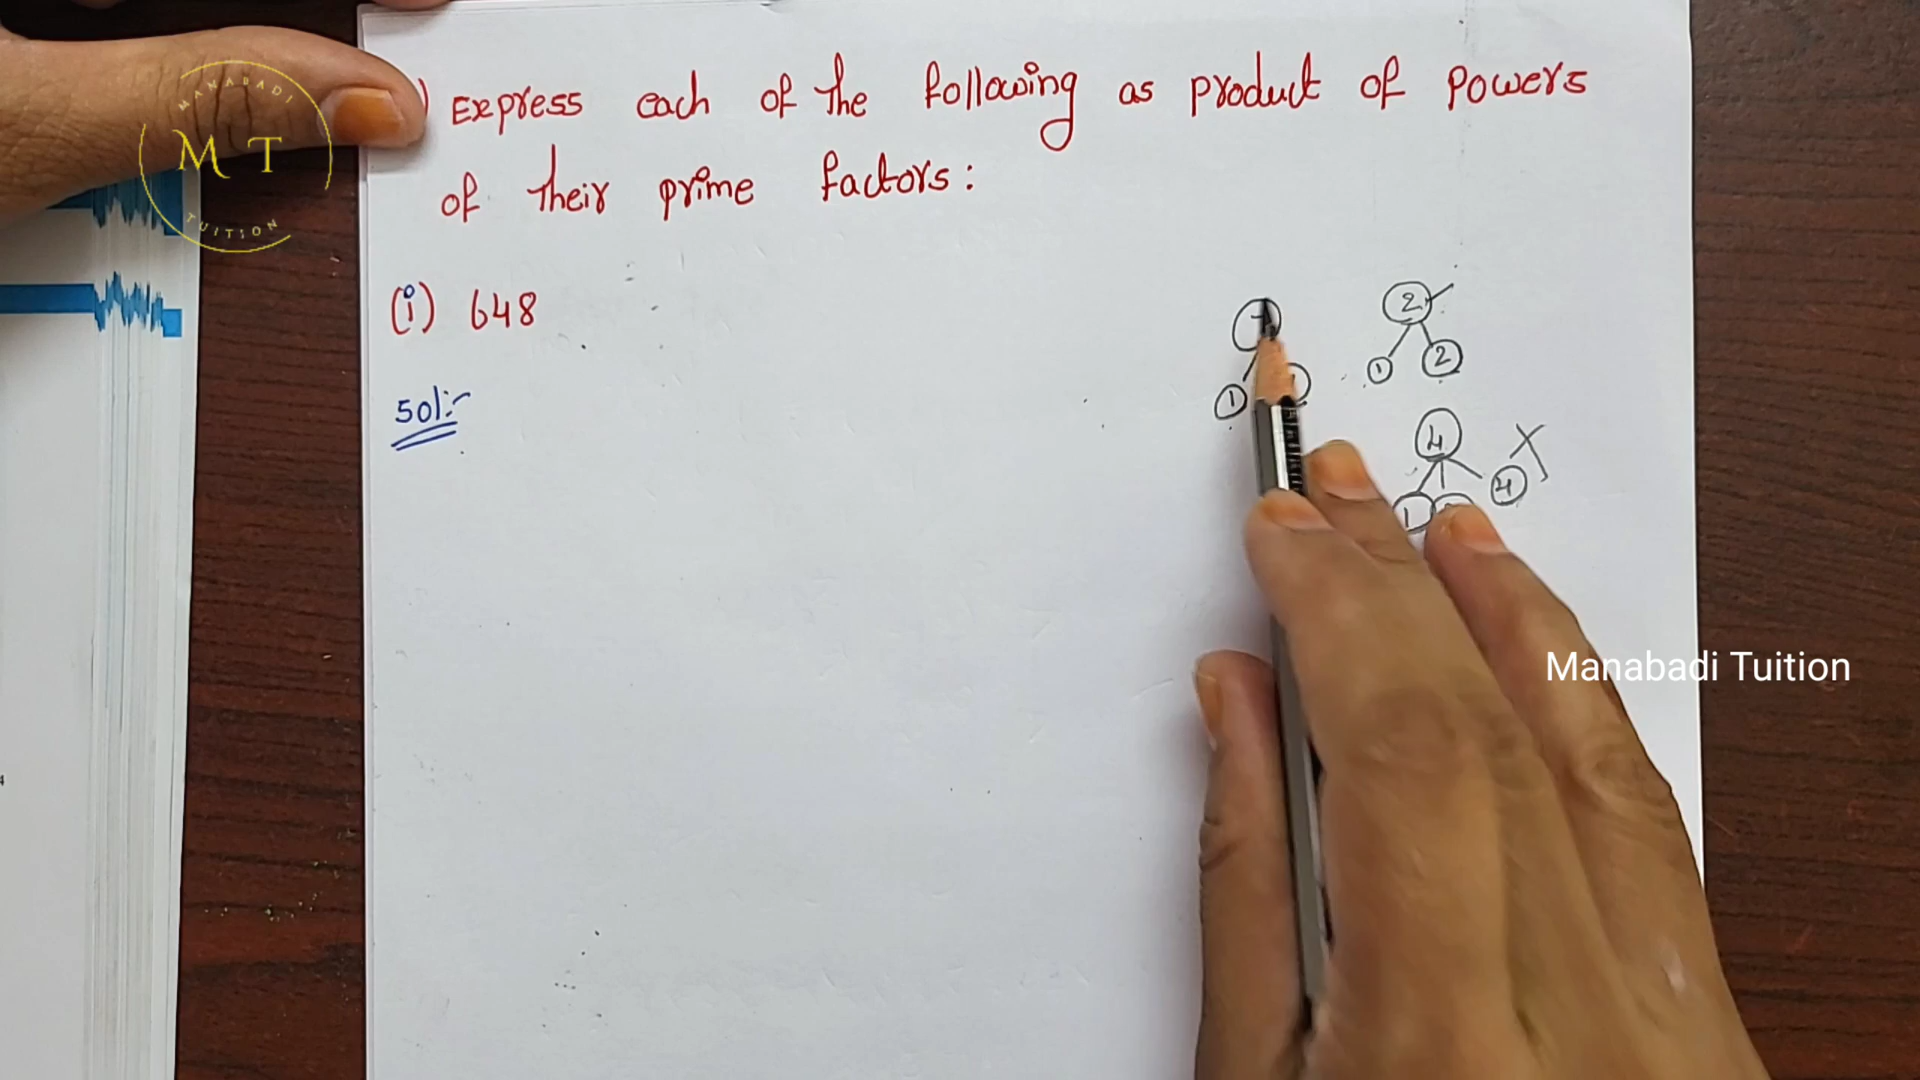 ) Express each of the following as product of Powers
of their prime factors:
(i) 648
Sol:-
2
1 2
1
4
1 4
MANABADI
M T
TUITION
Manabadi Tuition